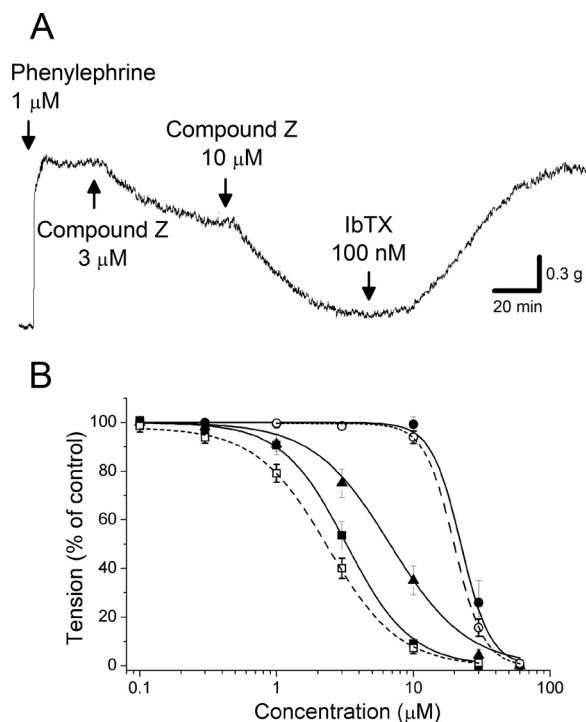 A
Phenylephrine
1 µM
Compound Z
10 µM
Compound Z
3 µM
IbTX
100 nM
0.3 g
20 min
B
Tension (% of control)
100
80
60
40
20
0
0.1
1
10
100
Concentration (µM)